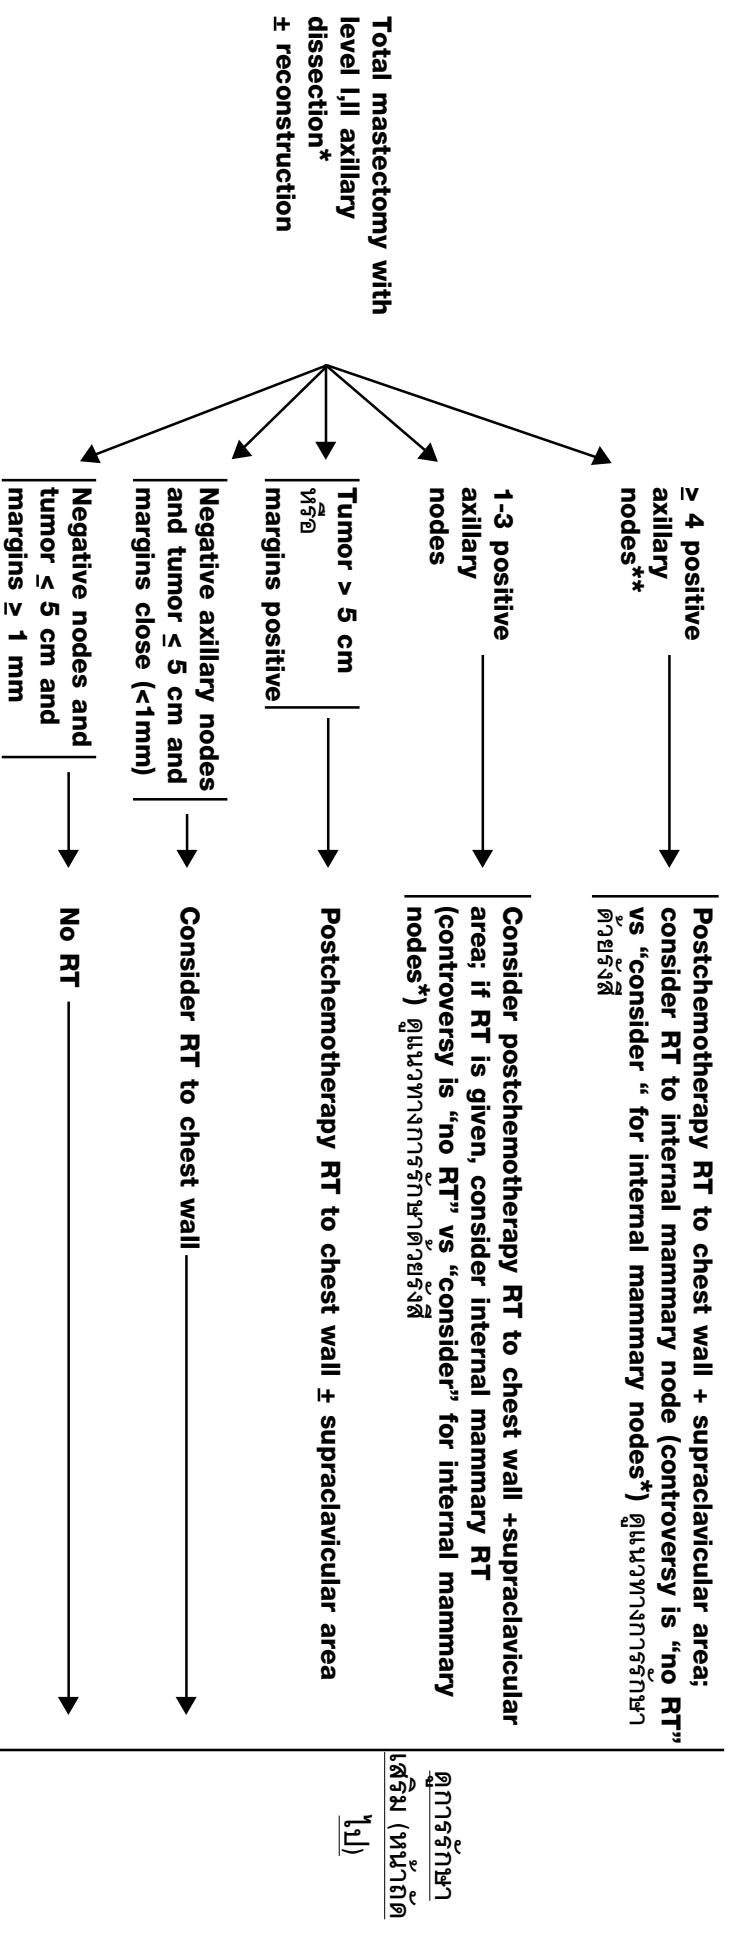 Total mastectomy with
level I,II axillary
dissection*
± reconstruction
≥ 4 positive
axillary
nodes**
Postchemotherapy RT to chest wall + supraclavicular area;
consider RT to internal mammary node (controversy is “no RT”
vs “consider “ for internal mammary nodes*) ดูแนวทางการรักษา
ด้วยรังสี
1-3 positive
axillary
nodes
Consider postchemotherapy RT to chest wall +supraclavicular
area; if RT is given, consider internal mammary RT
(controversy is “no RT” vs “consider” for internal mammary
nodes*) ดูแนวทางการรักษาด้วยรังสี
Tumor > 5 cm
หรือ
margins positive
Postchemotherapy RT to chest wall ± supraclavicular area
Negative axillary nodes
and tumor ≤ 5 cm and
margins close (<1mm)
Consider RT to chest wall
Negative nodes and
tumor ≤ 5 cm and
margins ≥ 1 mm
No RT
ดูการรักษา
เสริม (หน้าถัด
ไป)